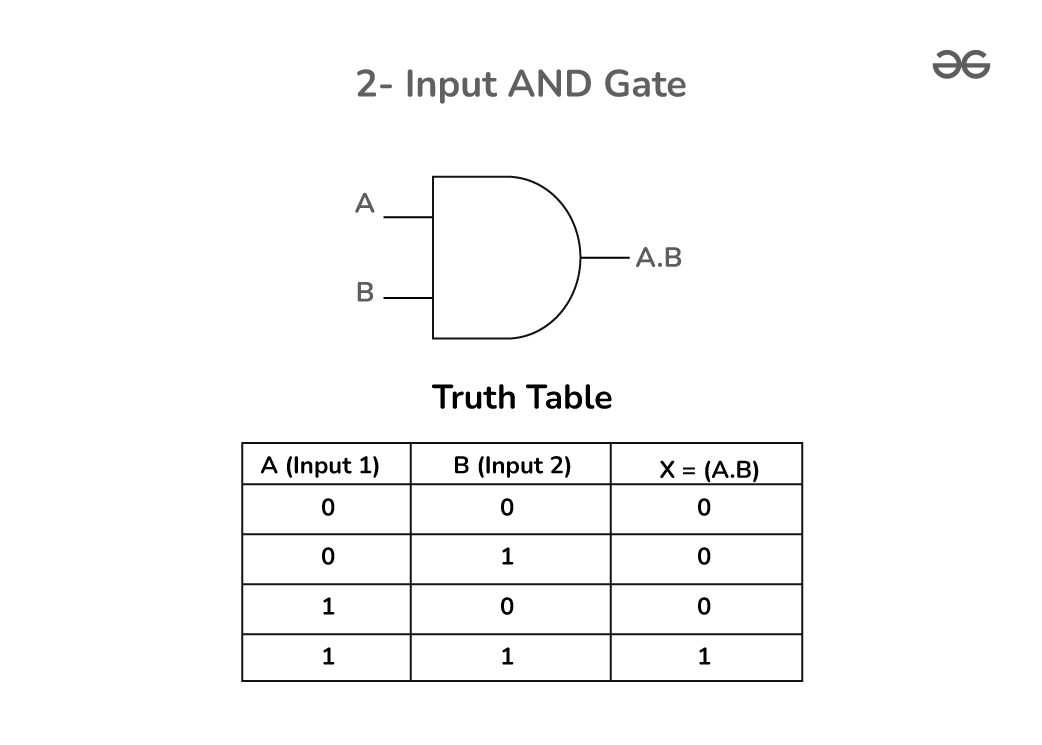 2- Input AND Gate
A
B
A.B
Truth Table
A (Input 1) B (Input 2) X = (A.B)
0 0 0
0 1 0
1 0 0
1 1 1